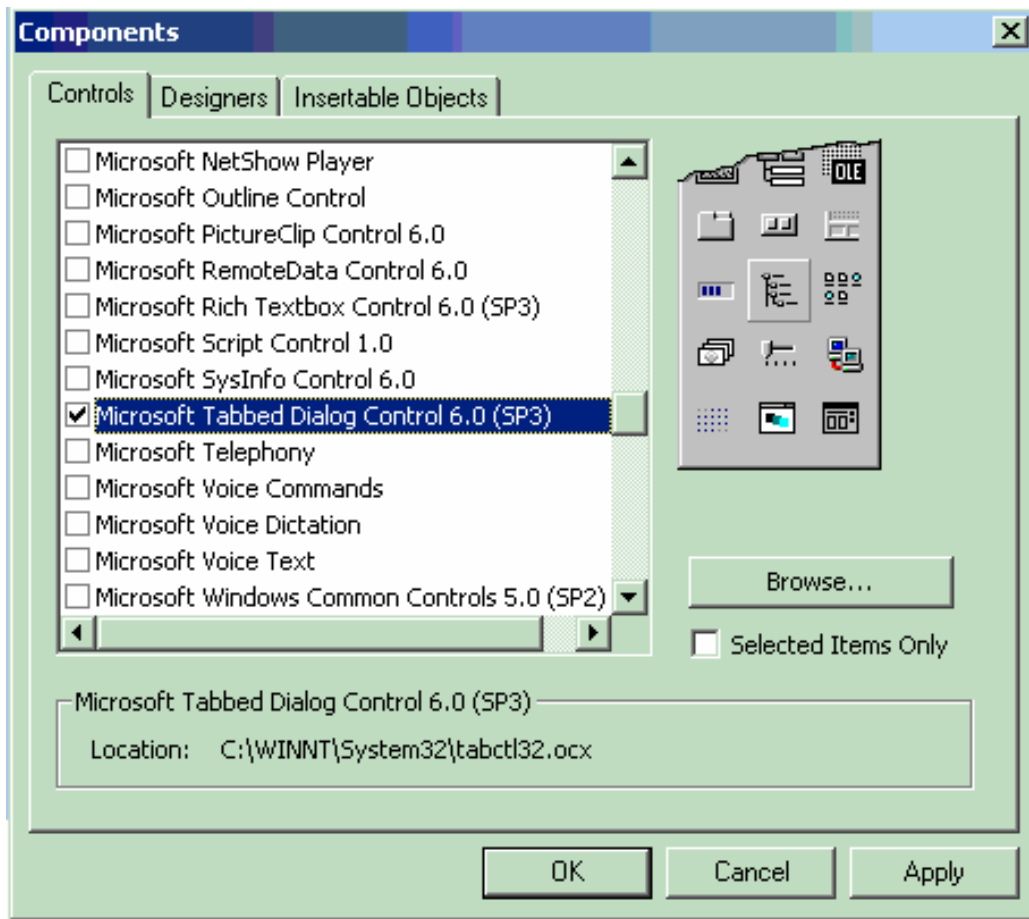 Components
Controls
Designers
Insertable Objects
Microsoft NetShow Player
Microsoft Outline Control
Microsoft PictureClip Control 6.0
Microsoft RemoteData Control 6.0
Microsoft Rich Textbox Control 6.0 (SP3)
Microsoft Script Control 1.0
Microsoft SysInfo Control 6.0
Microsoft Tabbed Dialog Control 6.0 (SP3)
Microsoft Telephony
Microsoft Voice Commands
Microsoft Voice Dictation
Microsoft Voice Text
Microsoft Windows Common Controls 5.0 (SP2)
OLE
Browse...
Selected Items Only
Microsoft Tabbed Dialog Control 6.0 (SP3)
Location: C:\WINNT\System32\tabctl32.ocx
OK
Cancel
Apply